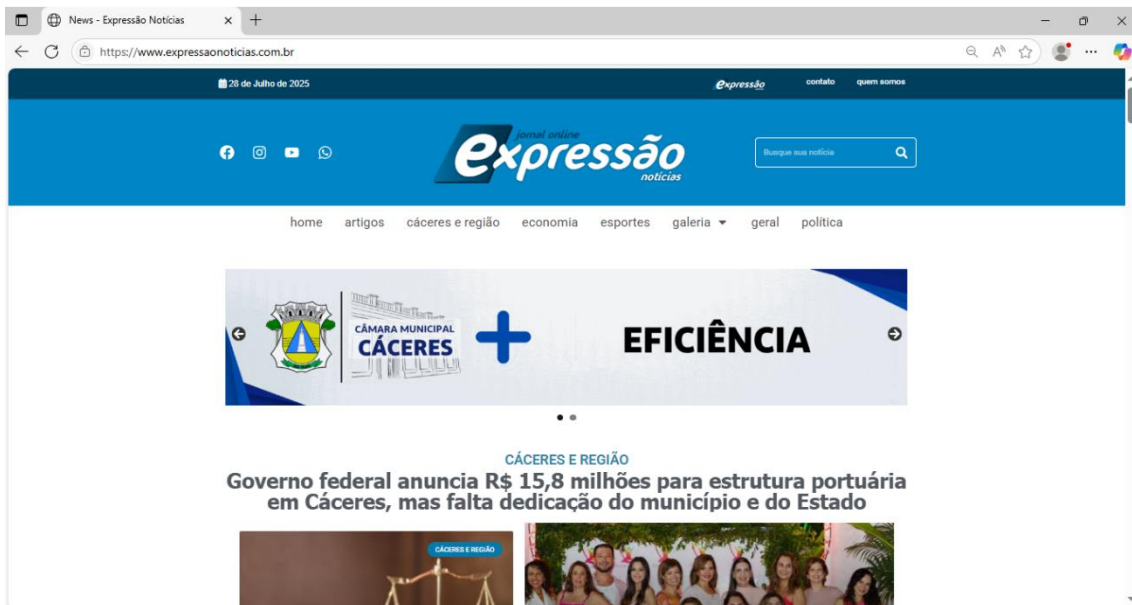 News - Expressão Notícias
https://www.expressaonoticias.com.br
28 de Julho de 2025
expressão
contato
quem somos
jornal online
expressão
notícias
Busque sua notícia
home artigos cáceres e região economia esportes galeria geral política
CÂMARA MUNICIPAL
CÁCERES
+
EFICIÊNCIA
CÁCERES E REGIÃO
Governo federal anuncia R$ 15,8 milhões para estrutura portuária
em Cáceres, mas falta dedicação do município e do Estado
CÁCERES E REGIÃO